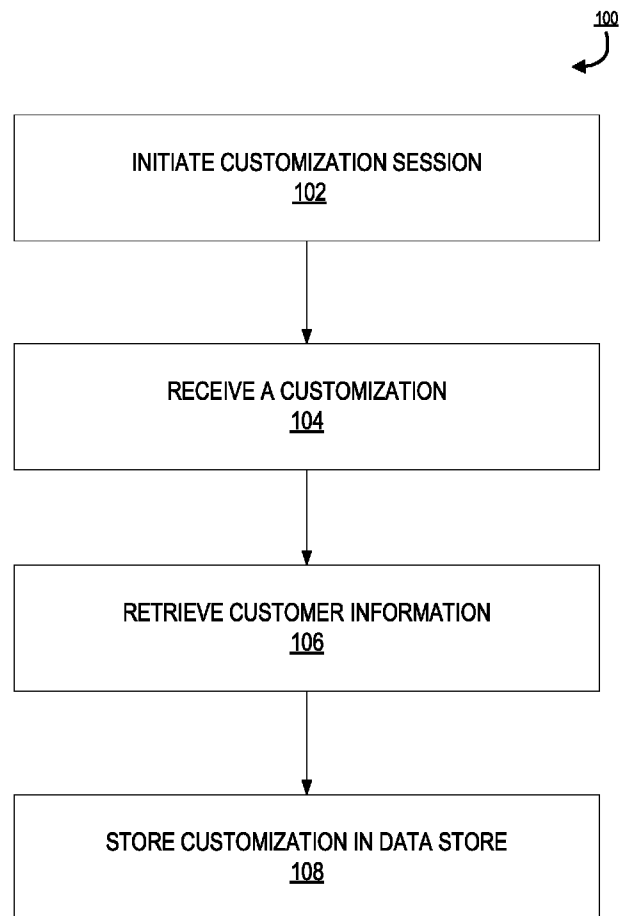 100
INITIATE CUSTOMIZATION SESSION
102
RECEIVE A CUSTOMIZATION
104
RETRIEVE CUSTOMER INFORMATION
106
STORE CUSTOMIZATION IN DATA STORE
108